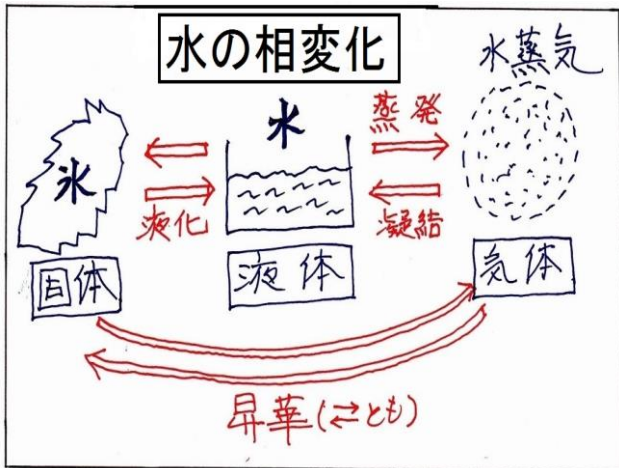 水の相変化
水蒸気
氷
水
蒸発
液化
凝結
固体
液体
気体
昇華(⇄とも)